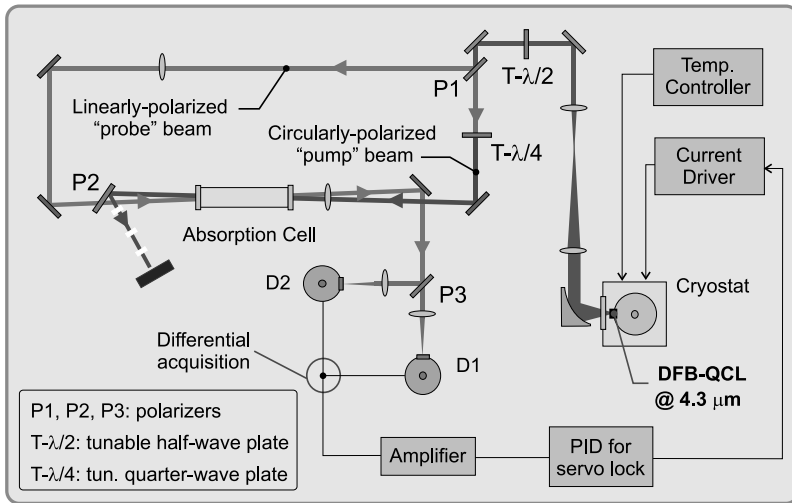 P1
T-λ/2
Temp.
Controller
Linearly-polarized
“probe” beam
Circularly-polarized
“pump” beam
T-λ/4
Current
Driver
P2
Absorption Cell
D2
P3
Cryostat
Differential
acquisition
D1
DFB-QCL
@ 4.3 μm
P1, P2, P3: polarizers
T-λ/2: tunable half-wave plate
T-λ/4: tun. quarter-wave plate
Amplifier
PID for
servo lock